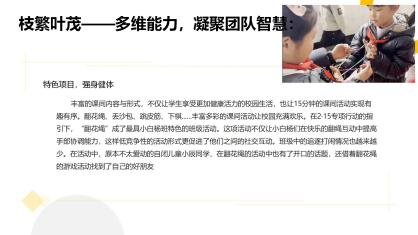 枝繁叶茂——多维能力，凝聚团队智慧：
特色项目，强身健体
丰富的课间内容与形式，不仅让学生享受更加健康活力的校园生活，也让15分钟的课间活动实现有
趣有序。翻花绳、丢沙包、跳皮筋、下棋.....丰富多彩的课间活动让校园充满欢乐。在2·15专项行动的指
引下，“翻花绳”成了最具小白杨班特色的班级活动。这项活动不仅让小白杨们在快乐的翻绳互动中提高
手部协调能力，这样低竞争性的活动形式更促进了他们之间的社交互动。班级中的追逐打闹情况也越来越
少。在活动中，原本不太爱动的自闭儿童小辰同学，在翻花绳的活动中也有了开口的话题，还借着翻花绳
的游戏活动找到了自己的好朋友